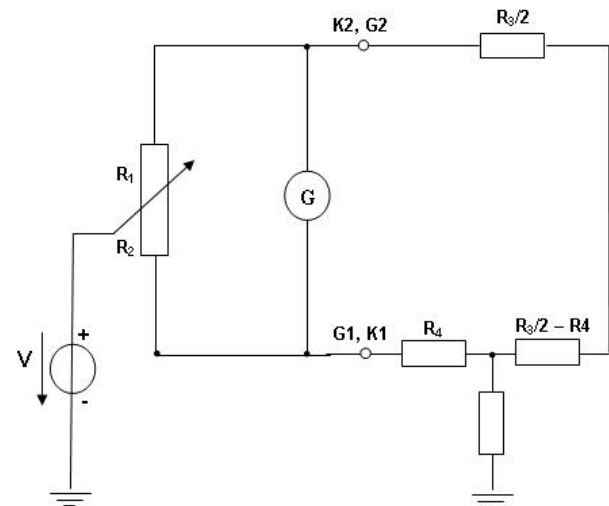 K2, G2
R₃/2
R₁
G
R₂
G1, K1
R₄
R₃/2 – R4
V
+
-